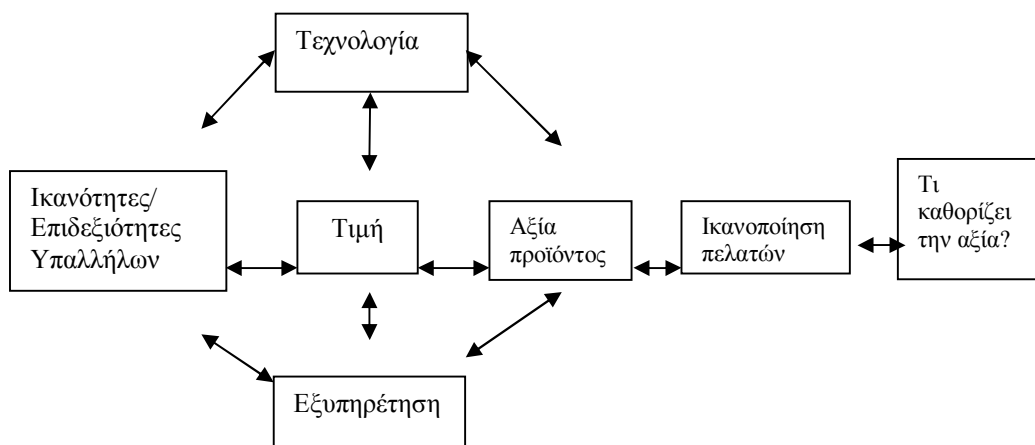 Τεχνολογία
Ικανότητες/
Επιδεξιότητες
Υπαλλήλων
Τιμή
Αξία
προϊόντος
Ικανοποίηση
πελατών
Τι
καθορίζει
την αξία?
Εξυπηρέτηση